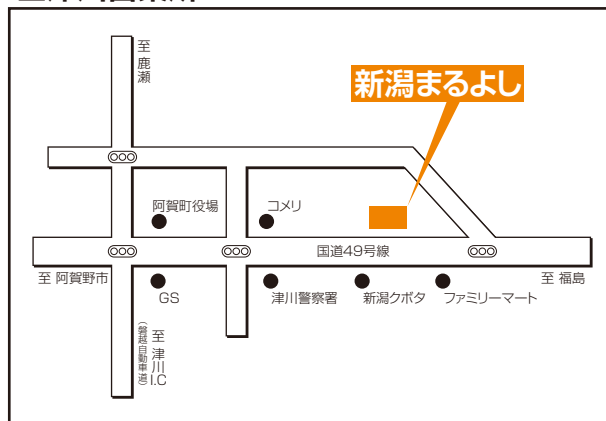 至 鹿瀬
新潟まるよし
阿賀町役場
コメリ
国道49号線
至 阿賀野市
至 福島
GS
津川警察署
新潟クボタ
ファミリーマート
至 津川I.C
(磐越自動車道)